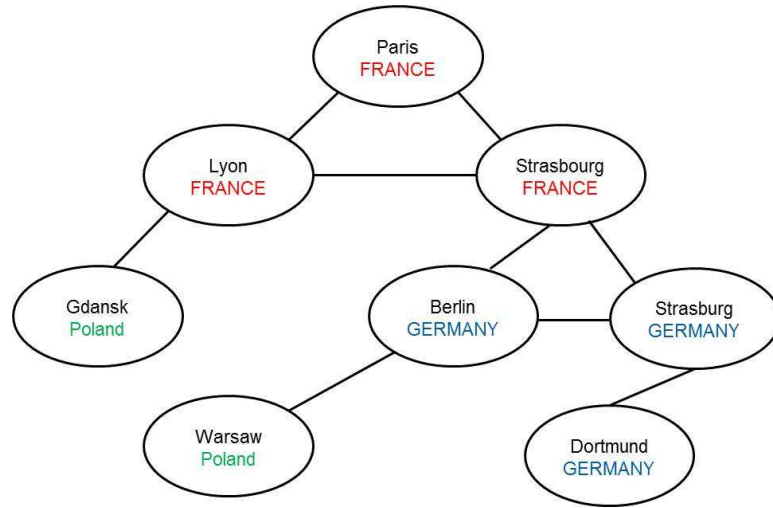 Paris
FRANCE
Lyon
FRANCE
Strasbourg
FRANCE
Gdansk
Poland
Berlin
GERMANY
Strasburg
GERMANY
Warsaw
Poland
Dortmund
GERMANY